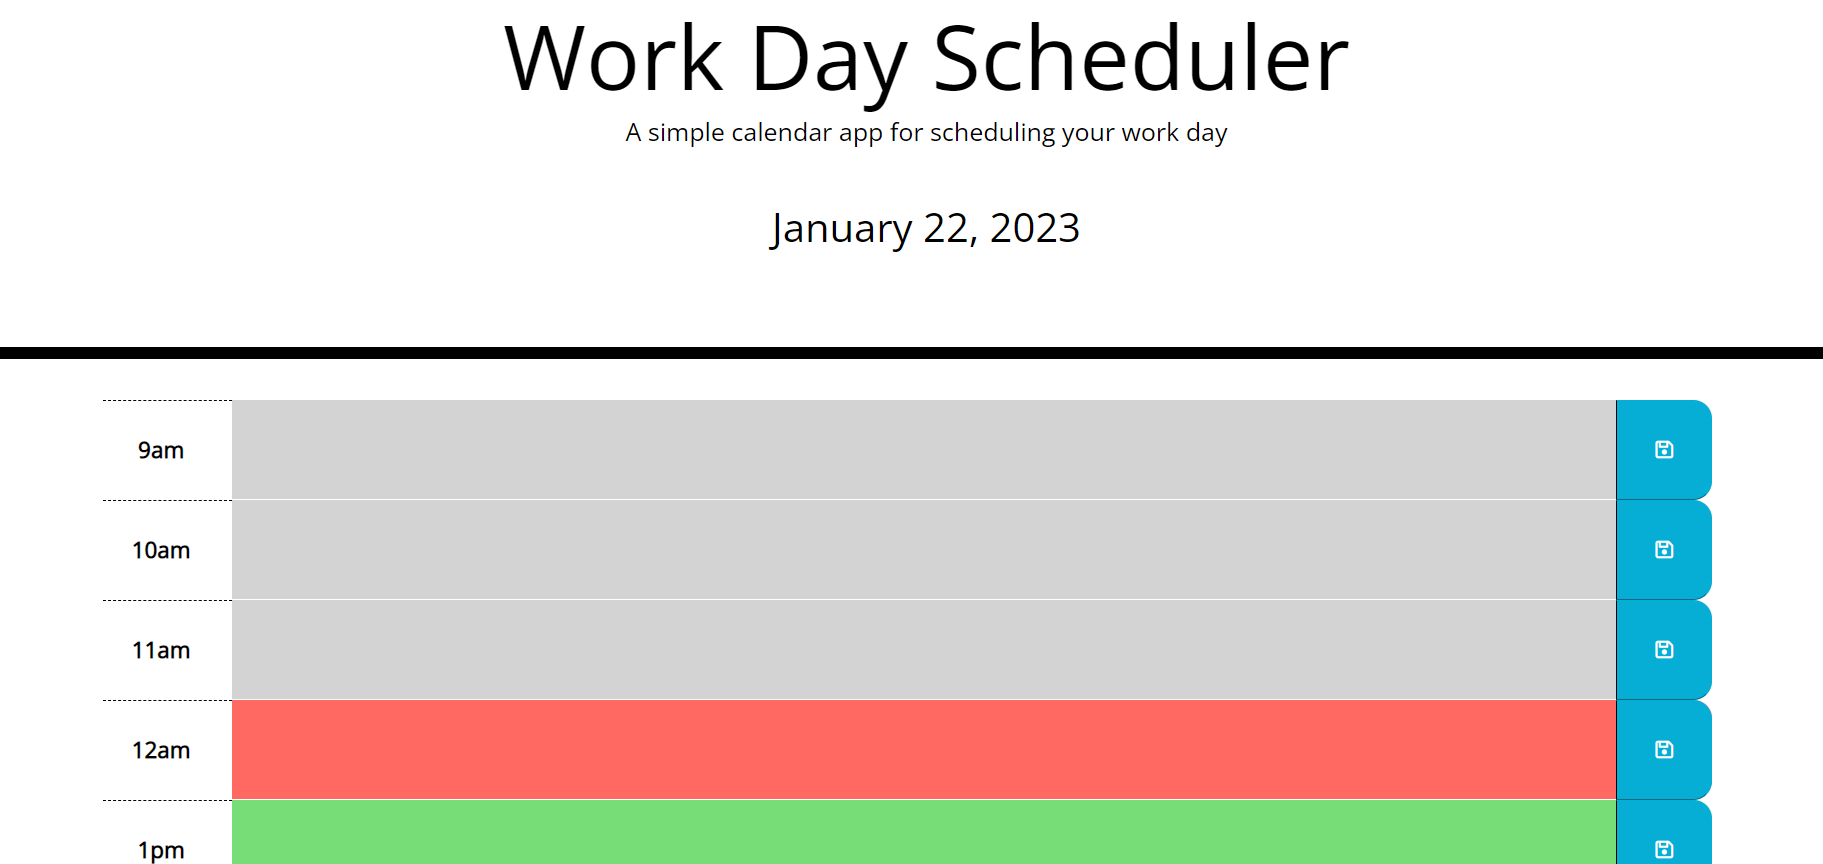 Work Day Scheduler
A simple calendar app for scheduling your work day
January 22, 2023
9am
10am
11am
12am
1pm